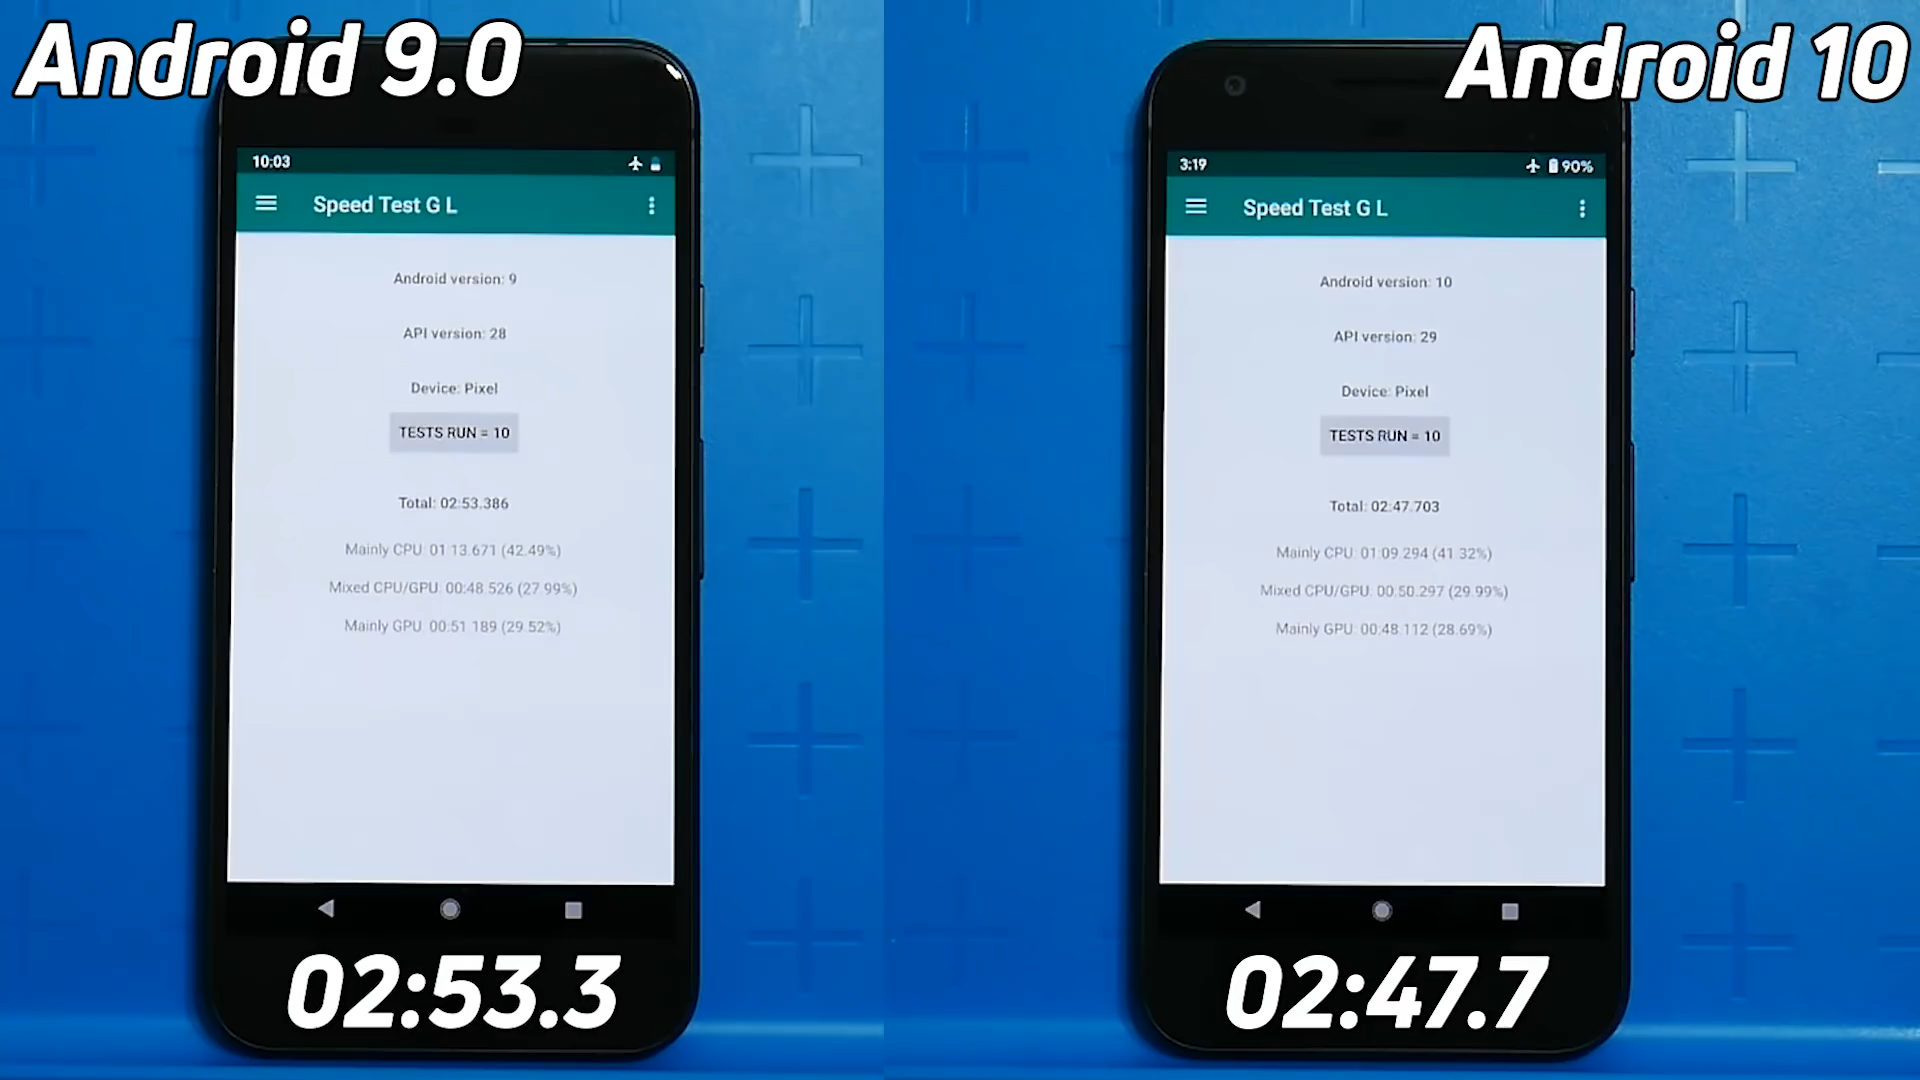 Android 9.0
10:03
Speed Test G L
Android version: 9
API version: 28
Device: Pixel
TESTS RUN = 10
Total: 02:53.386
Mainly CPU: 01:13.671 (42.49%)
Mixed CPU/GPU: 00:48.526 (27.99%)
Mainly GPU: 00:51.189 (29.52%)
02:53.3
Android 10
3:19
90%
Speed Test G L
Android version: 10
API version: 29
Device: Pixel
TESTS RUN = 10
Total: 02:47.703
Mainly CPU: 01:09.294 (41.32%)
Mixed CPU/GPU: 00:50.297 (29.99%)
Mainly GPU: 00:48.112 (28.69%)
02:47.7